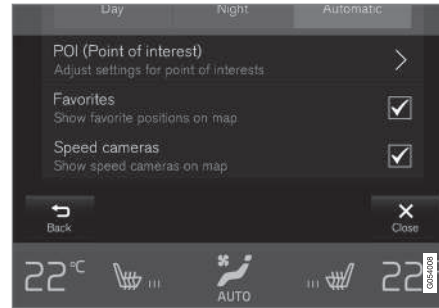 Day Night Automatic
POI (Point of interest)
Adjust settings for point of interests
Favorites
Show favorite positions on map
Speed cameras
Show speed cameras on map
Back Close
22°C AUTO 22
G054008